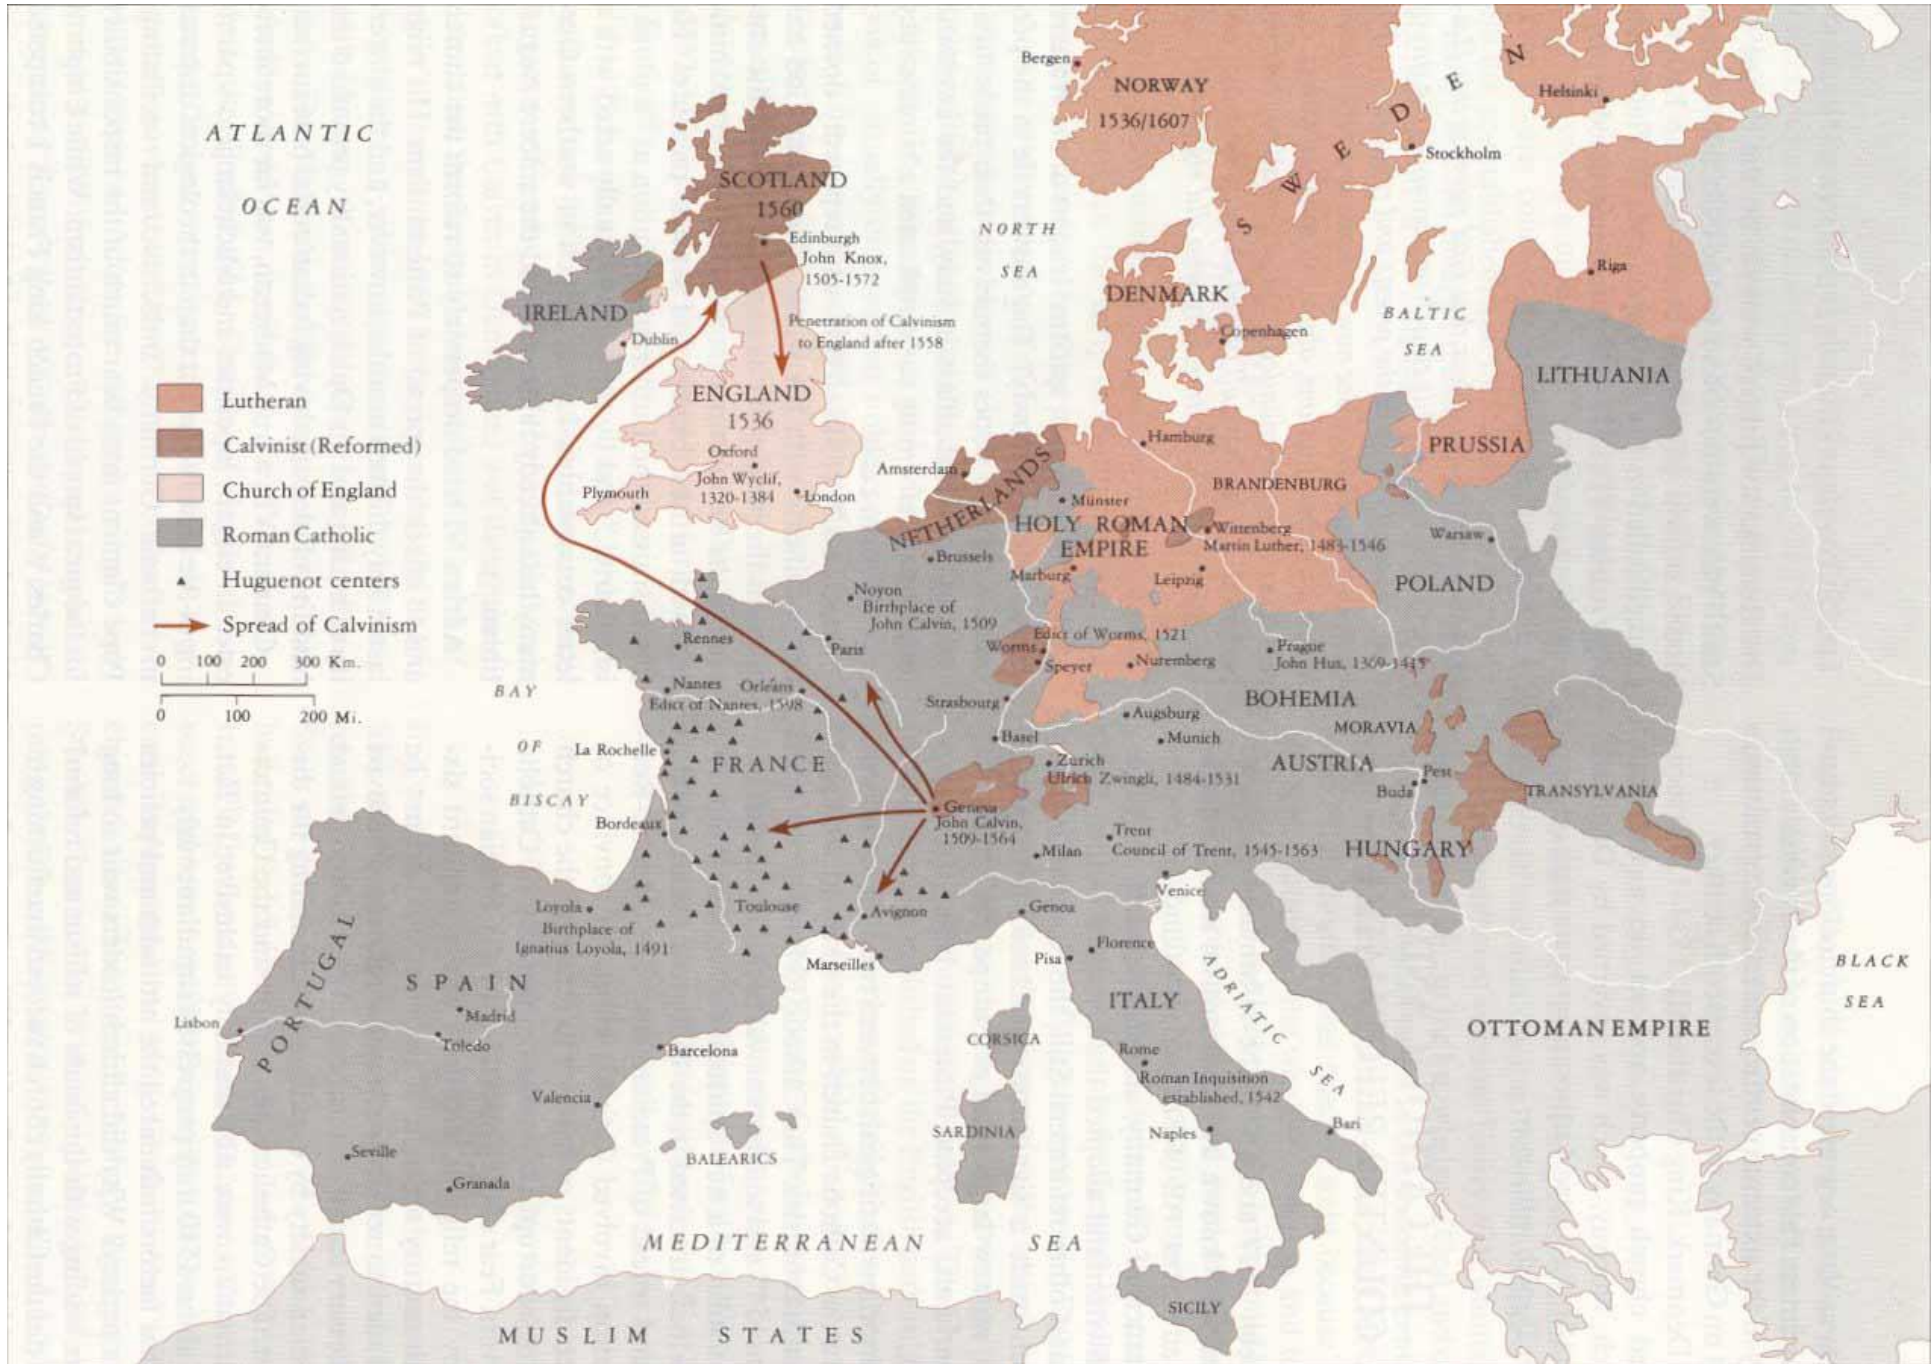 ATLANTIC
OCEAN
Bergen
NORWAY
1536/1607
SWEDEN
Helsinki
Stockholm
SCOTLAND
1560
Edinburgh
John Knox,
1505-1572
NORTH
SEA
Riga
IRELAND
Dublin
Penetration of Calvinism
to England after 1558
DENMARK
Copenhagen
BALTIC
SEA
LITHUANIA
ENGLAND
1536
Oxford
John Wyclif,
1320-1384
Plymouth
London
Lutheran
Calvinist (Reformed)
Church of England
Roman Catholic
Huguenot centers
Spread of Calvinism
0 100 200 300 Km.
0 100 200 Mi.
Amsterdam
NETHERLANDS
Hamburg
PRUSSIA
BRANDENBURG
Münster
HOLY ROMAN
EMPIRE
Wittenberg
Martin Luther, 1483-1546
Warsaw
Brussels
Marburg
Leipzig
POLAND
Noyon
Birthplace of
John Calvin, 1509
Edict of Worms, 1521
Worms
Speyer
Nuremberg
Prague
John Hus, 1369-1415
Rennes
Paris
BAY
OF
BISCAY
Nantes
Orléans
Edict of Nantes, 1598
Strasbourg
BOHEMIA
Augsburg
MORAVIA
La Rochelle
FRANCE
Basel
Munich
Zurich
Ulrich Zwingli, 1484-1531
AUSTRIA
Pest
Buda
TRANSYLVANIA
Geneva
John Calvin,
1509-1564
Bordeaux
Trent
Council of Trent, 1545-1563
HUNGARY
Milan
Venice
Loyola
Birthplace of
Ignatius Loyola, 1491
Toulouse
Avignon
Genoa
Marseilles
Pisa
Florence
ADRIATIC
SEA
BLACK
SEA
PORTUGAL
SPAIN
Madrid
Lisbon
Toledo
ITALY
OTTOMAN EMPIRE
CORSICA
Barcelona
Rome
Roman Inquisition
established, 1542
Valencia
SARDINIA
Naples
Bari
BALEARICS
Seville
Granada
MEDITERRANEAN SEA
SICILY
MUSLIM STATES